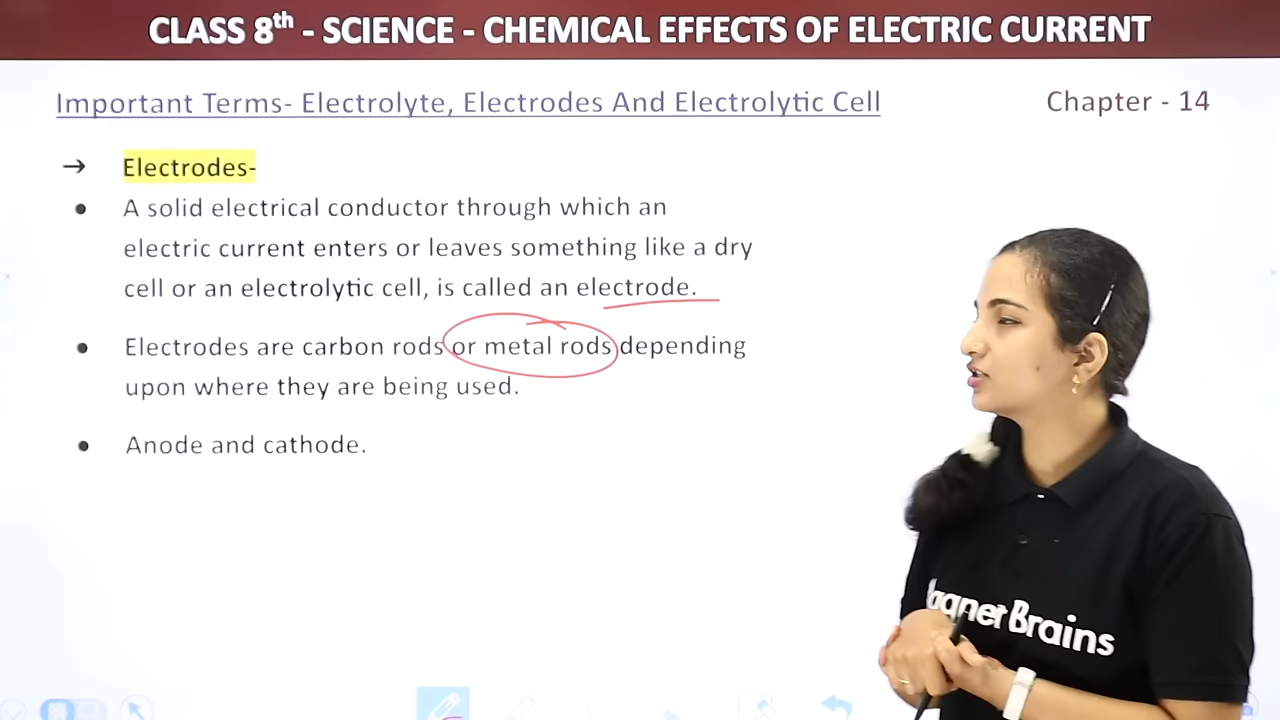 CLASS 8th - SCIENCE - CHEMICAL EFFECTS OF ELECTRIC CURRENT
Important Terms- Electrolyte, Electrodes And Electrolytic Cell
Chapter - 14
→ Electrodes-
● A solid electrical conductor through which an
electric current enters or leaves something like a dry
cell or an electrolytic cell, is called an electrode.
● Electrodes are carbon rods or metal rods depending
upon where they are being used.
● Anode and cathode.
Magnet Brains